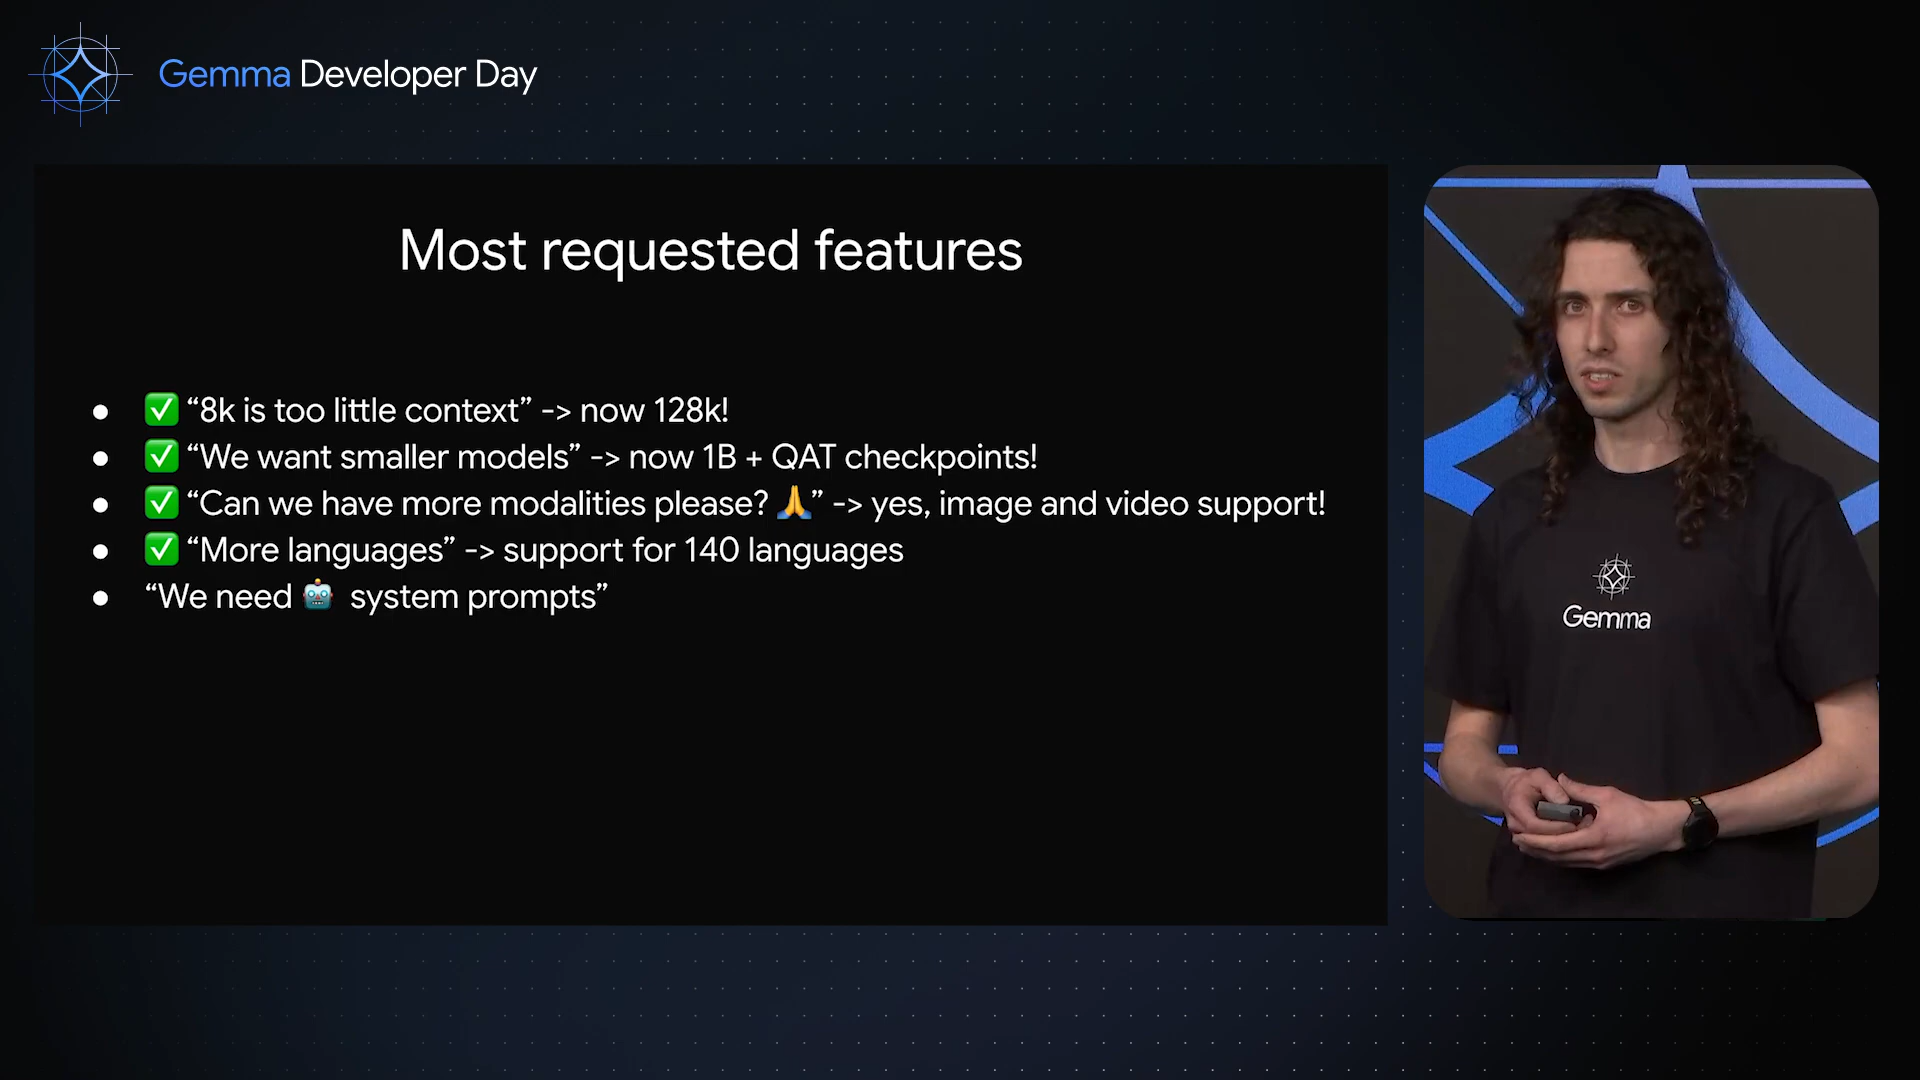 Gemma Developer Day
Most requested features
● ✅ “8k is too little context” -> now 128k!
● ✅ “We want smaller models” -> now 1B + QAT checkpoints!
● ✅ “Can we have more modalities please? 🙏” -> yes, image and video support!
● ✅ “More languages” -> support for 140 languages
● “We need 🤖 system prompts”
Gemma